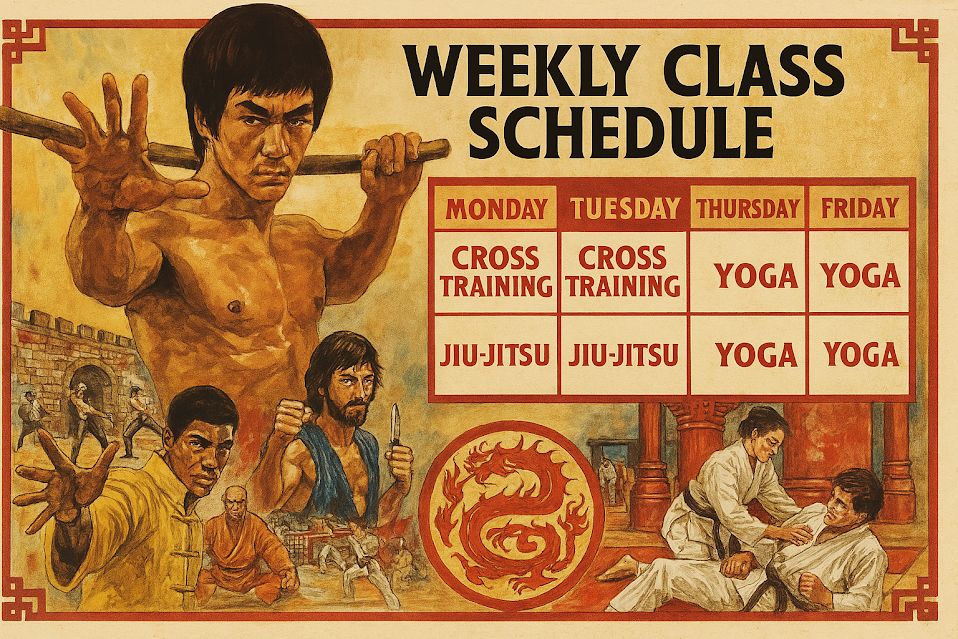 WEEKLY CLASS
SCHEDULE
MONDAY TUESDAY THURSDAY FRIDAY
CROSS TRAINING CROSS TRAINING YOGA YOGA
JIU-JITSU JIU-JITSU YOGA YOGA